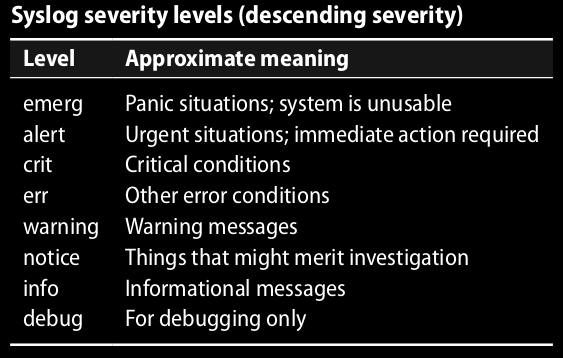 Syslog severity levels (descending severity)
Level Approximate meaning
emerg Panic situations; system is unusable
alert Urgent situations; immediate action required
crit Critical conditions
err Other error conditions
warning Warning messages
notice Things that might merit investigation
info Informational messages
debug For debugging only